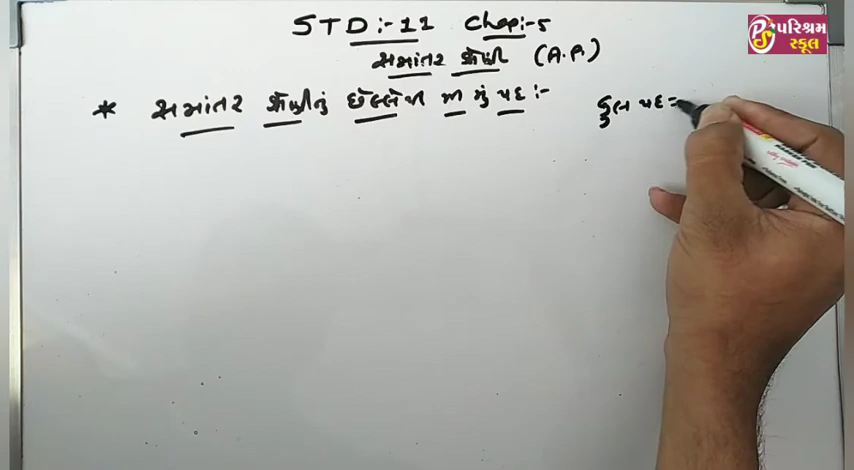 STD:-11 Chap:-5
પરિશ્રમ
સ્કૂલ
સમાંતર શ્રેણી (A.P.)
* સમાંતર શ્રેણીનું છેલ્લેથી મ મું પદ:-
કુલ પદ =